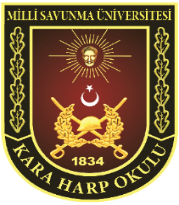 MİLLİ SAVUNMA ÜNİVERSİTESİ
1834
KARA HARP OKULU